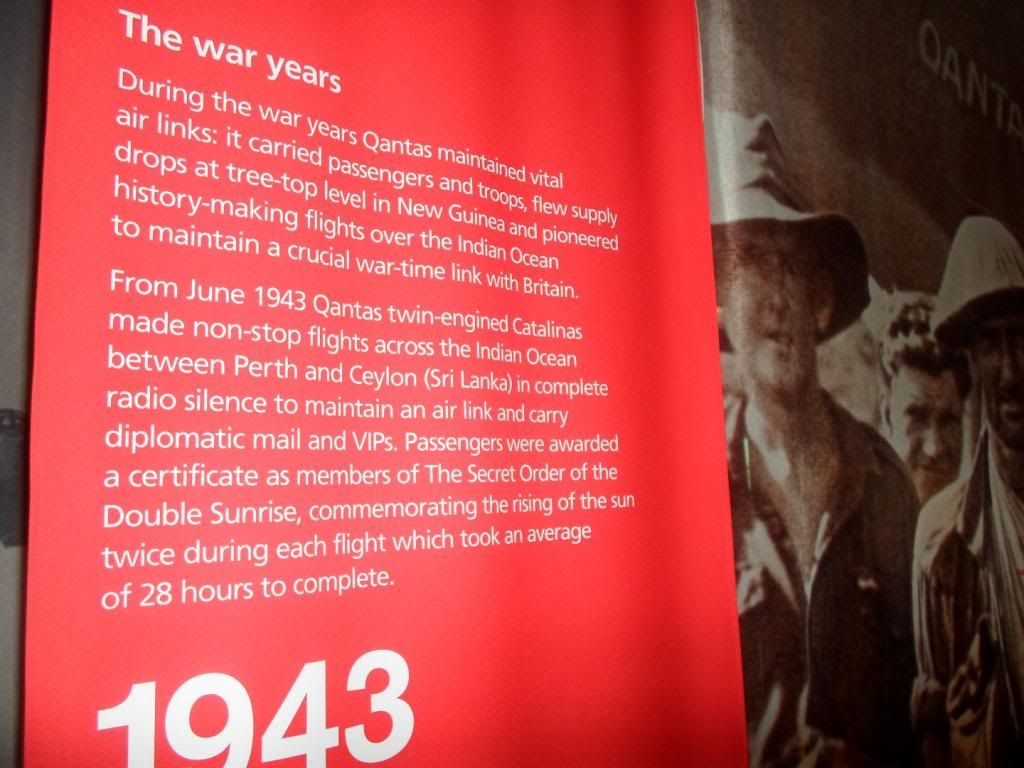 The war years
During the war years Qantas maintained vital
air links: it carried passengers and troops, flew supply
drops at tree-top level in New Guinea and pioneered
history-making flights over the Indian Ocean
to maintain a crucial war-time link with Britain.
From June 1943 Qantas twin-engined Catalinas
made non-stop flights across the Indian Ocean
between Perth and Ceylon (Sri Lanka) in complete
radio silence to maintain an air link and carry
diplomatic mail and VIPs. Passengers were awarded
a certificate as members of The Secret Order of the
Double Sunrise, commemorating the rising of the sun
twice during each flight which took an average
of 28 hours to complete.
1943
QANTA